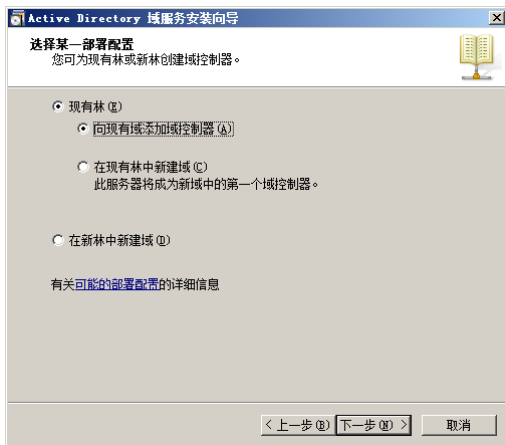 Active Directory 域服务安装向导
选择某一部署配置
您可为现有林或新林创建域控制器。
现有林(E)
向现有域添加域控制器(A)
在现有林中新建域(C)
此服务器将成为新域中的第一个域控制器。
在新林中新建域(D)
有关可能的部署配置的详细信息
< 上一步(B) 下一步(N) > 取消